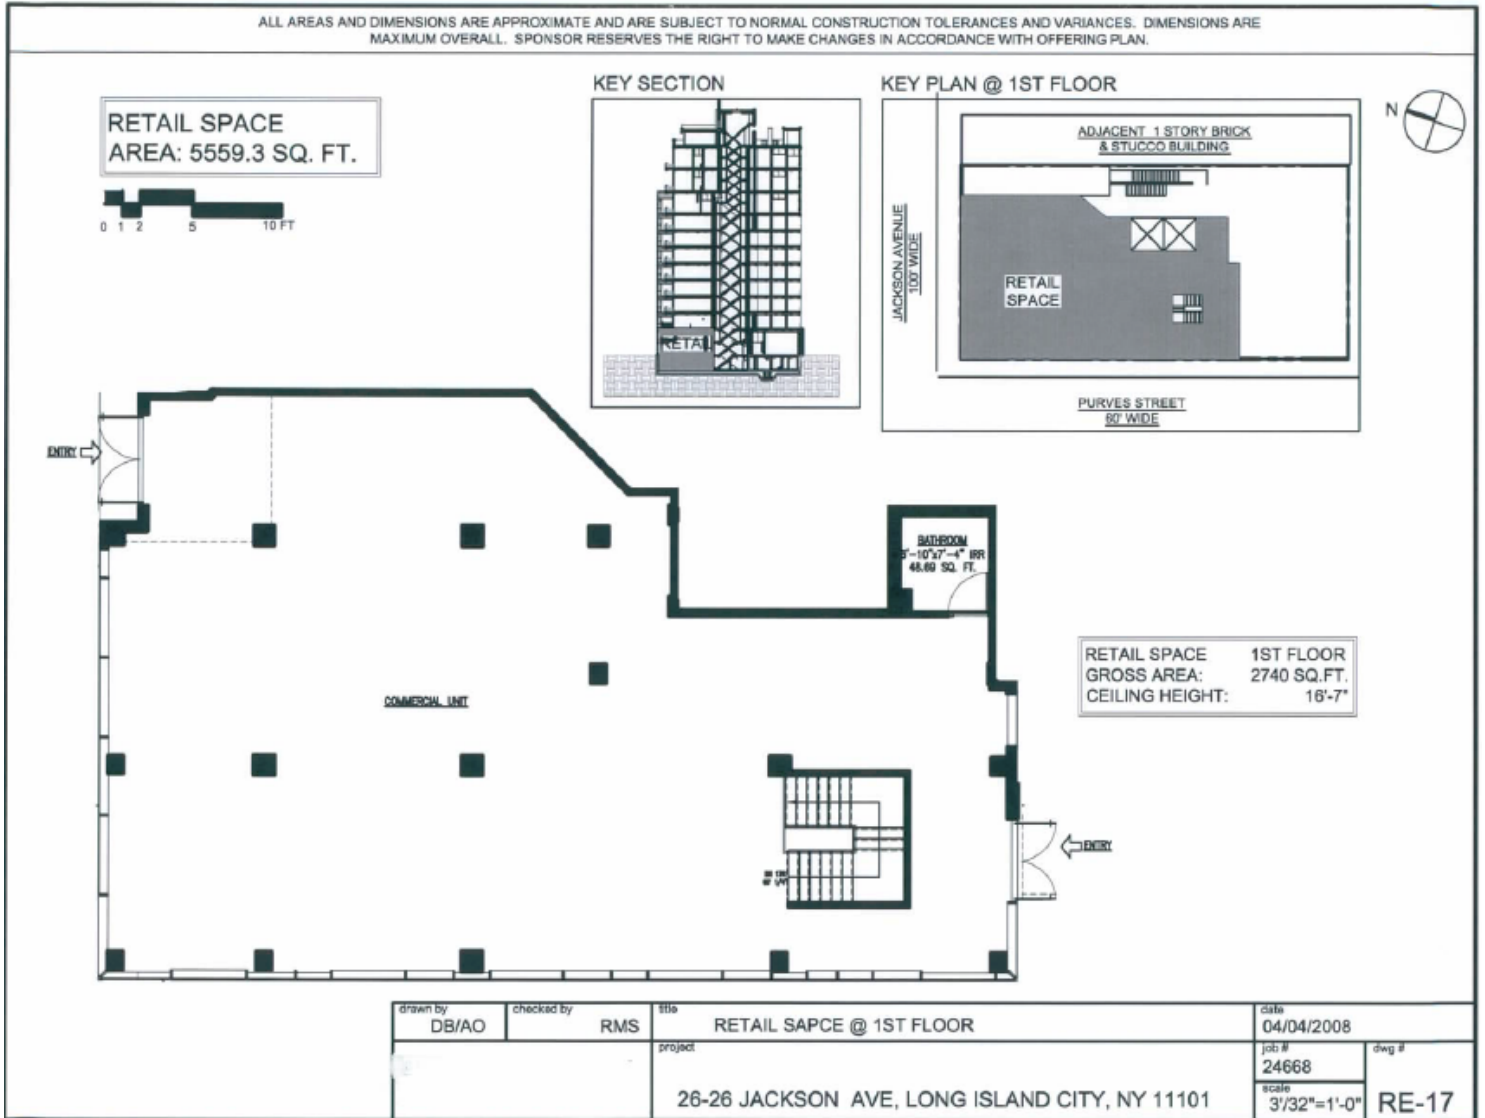 ALL AREAS AND DIMENSIONS ARE APPROXIMATE AND ARE SUBJECT TO NORMAL CONSTRUCTION TOLERANCES AND VARIANCES. DIMENSIONS ARE
MAXIMUM OVERALL. SPONSOR RESERVES THE RIGHT TO MAKE CHANGES IN ACCORDANCE WITH OFFERING PLAN.
RETAIL SPACE
AREA: 5559.3 SQ. FT.
0 1 2 5 10 FT
KEY SECTION
RETAIL
KEY PLAN @ 1ST FLOOR
ADJACENT 1 STORY BRICK
& STUCCO BUILDING
JACKSON AVENUE
100' WIDE
RETAIL
SPACE
PURVES STREET
60' WIDE
N
ENTRY
BATHROOM
'-10"x7'-4" IRR
48.69 SQ. FT.
COMMERCIAL UNIT
RETAIL SPACE 1ST FLOOR
GROSS AREA: 2740 SQ.FT.
CEILING HEIGHT: 16'-7"
ENTRY
drawn by
DB/AO
checked by
RMS
title
RETAIL SAPCE @ 1ST FLOOR
date
04/04/2008
project
26-26 JACKSON AVE, LONG ISLAND CITY, NY 11101
job #
24668
scale
3'/32"=1'-0"
dwg #
RE-17